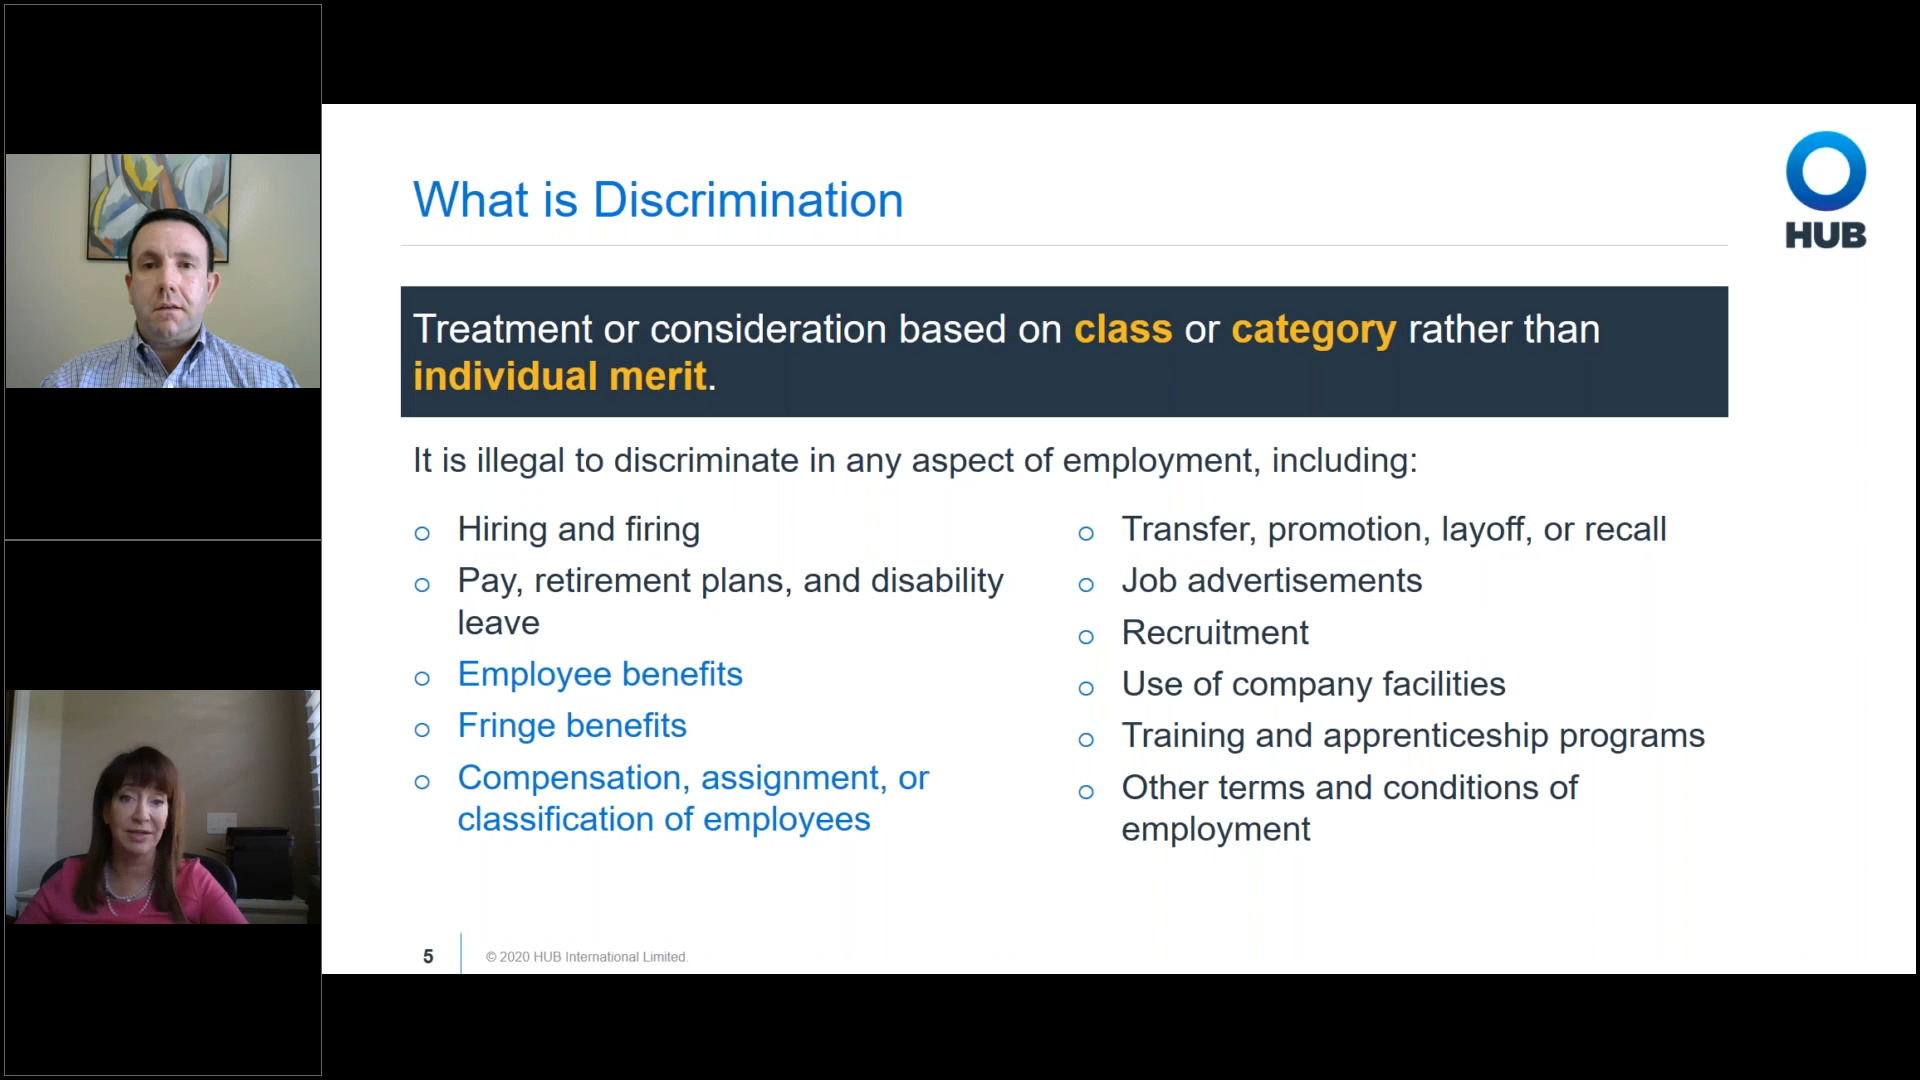 What is Discrimination
HUB
Treatment or consideration based on class or category rather than
individual merit.
It is illegal to discriminate in any aspect of employment, including:
o Hiring and firing
o Pay, retirement plans, and disability
leave
o Employee benefits
o Fringe benefits
o Compensation, assignment, or
classification of employees
o Transfer, promotion, layoff, or recall
o Job advertisements
o Recruitment
o Use of company facilities
o Training and apprenticeship programs
o Other terms and conditions of
employment
5
© 2020 HUB International Limited.